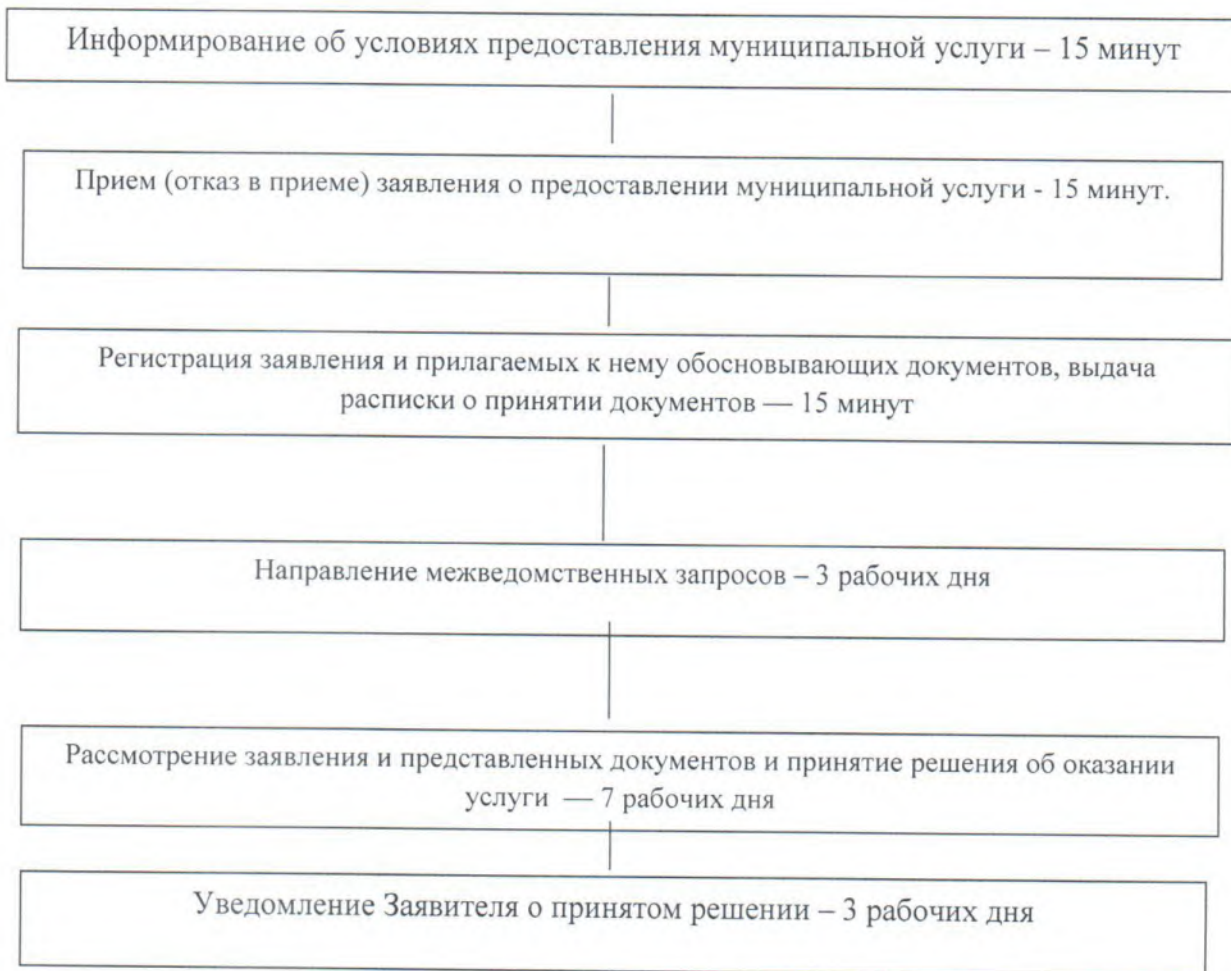 Информирование об условиях предоставления муниципальной услуги – 15 минут
Прием (отказ в приеме) заявления о предоставлении муниципальной услуги - 15 минут.
Регистрация заявления и прилагаемых к нему обосновывающих документов, выдача
расписки о принятии документов — 15 минут
Направление межведомственных запросов – 3 рабочих дня
Рассмотрение заявления и представленных документов и принятие решения об оказании
услуги — 7 рабочих дня
Уведомление Заявителя о принятом решении – 3 рабочих дня